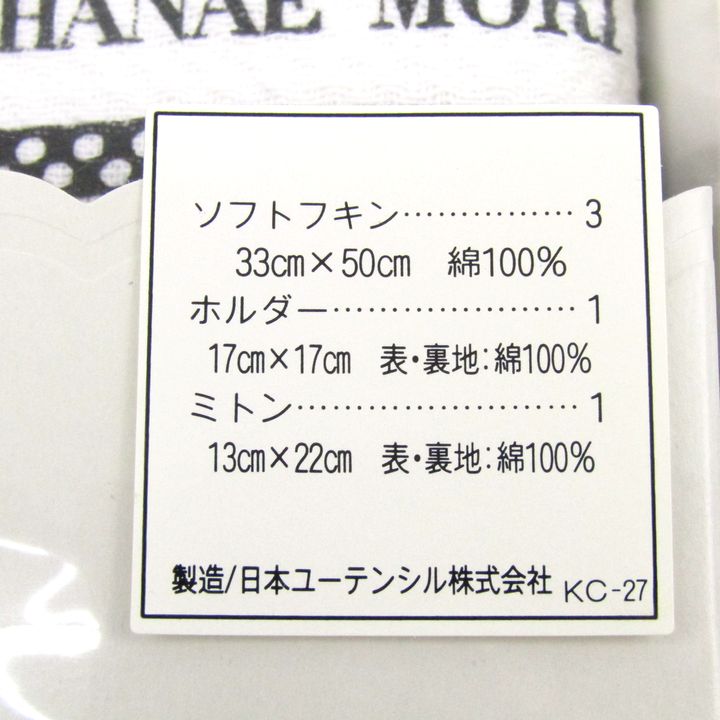 HANAE MORI
ソフトフキン……………3
33cm×50cm 綿100%
ホルダー…………………1
17cm×17cm 表・裏地:綿100%
ミトン……………………1
13cm×22cm 表・裏地:綿100%
製造/日本ユーテンシル株式会社 KC-27